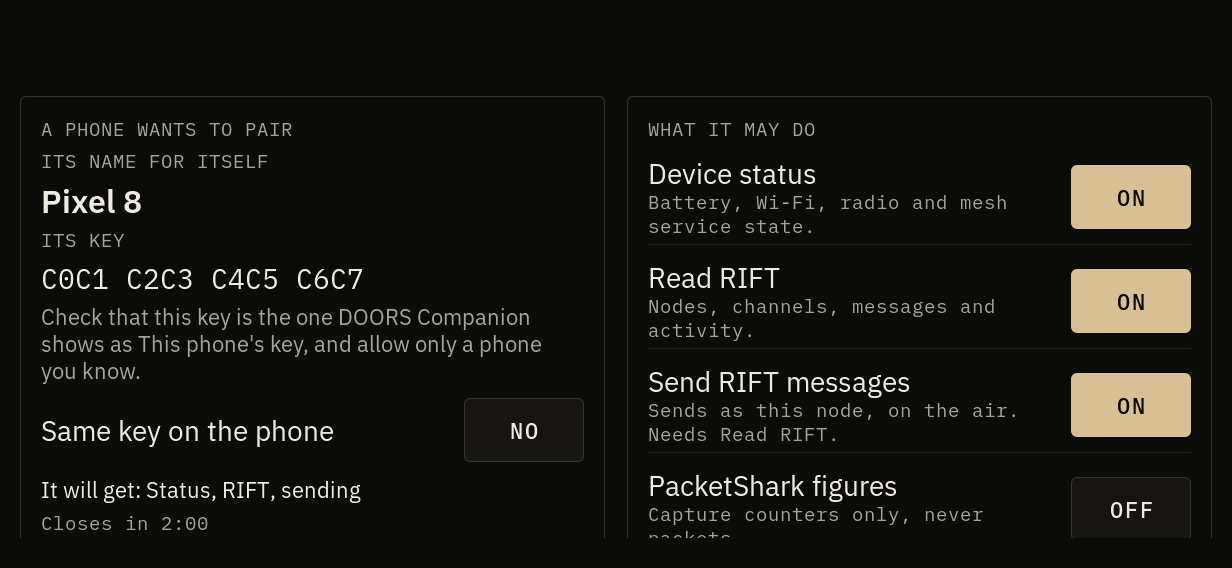 A PHONE WANTS TO PAIR
ITS NAME FOR ITSELF
Pixel 8
ITS KEY
C0C1 C2C3 C4C5 C6C7
Check that this key is the one DOORS Companion
shows as This phone's key, and allow only a phone
you know.
Same key on the phone
NO
It will get: Status, RIFT, sending
Closes in 2:00
WHAT IT MAY DO
Device status
Battery, Wi-Fi, radio and mesh
service state.
ON
Read RIFT
Nodes, channels, messages and
activity.
ON
Send RIFT messages
Sends as this node, on the air.
Needs Read RIFT.
ON
PacketShark figures
Capture counters only, never
packets.
OFF